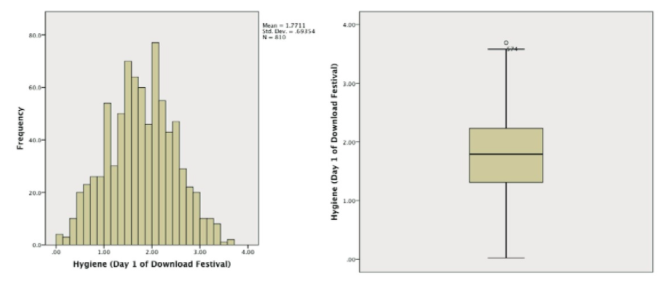 Mean = 1.7711
Std. Dev. = .69354
N = 810
Frequency
80.0
60.0
40.0
20.0
0.0
.00 1.00 2.00 3.00 4.00
Hygiene (Day 1 of Download Festival)
Hygiene (Day 1 of Download Festival)
4.00
3.00
2.00
1.00
.00
574